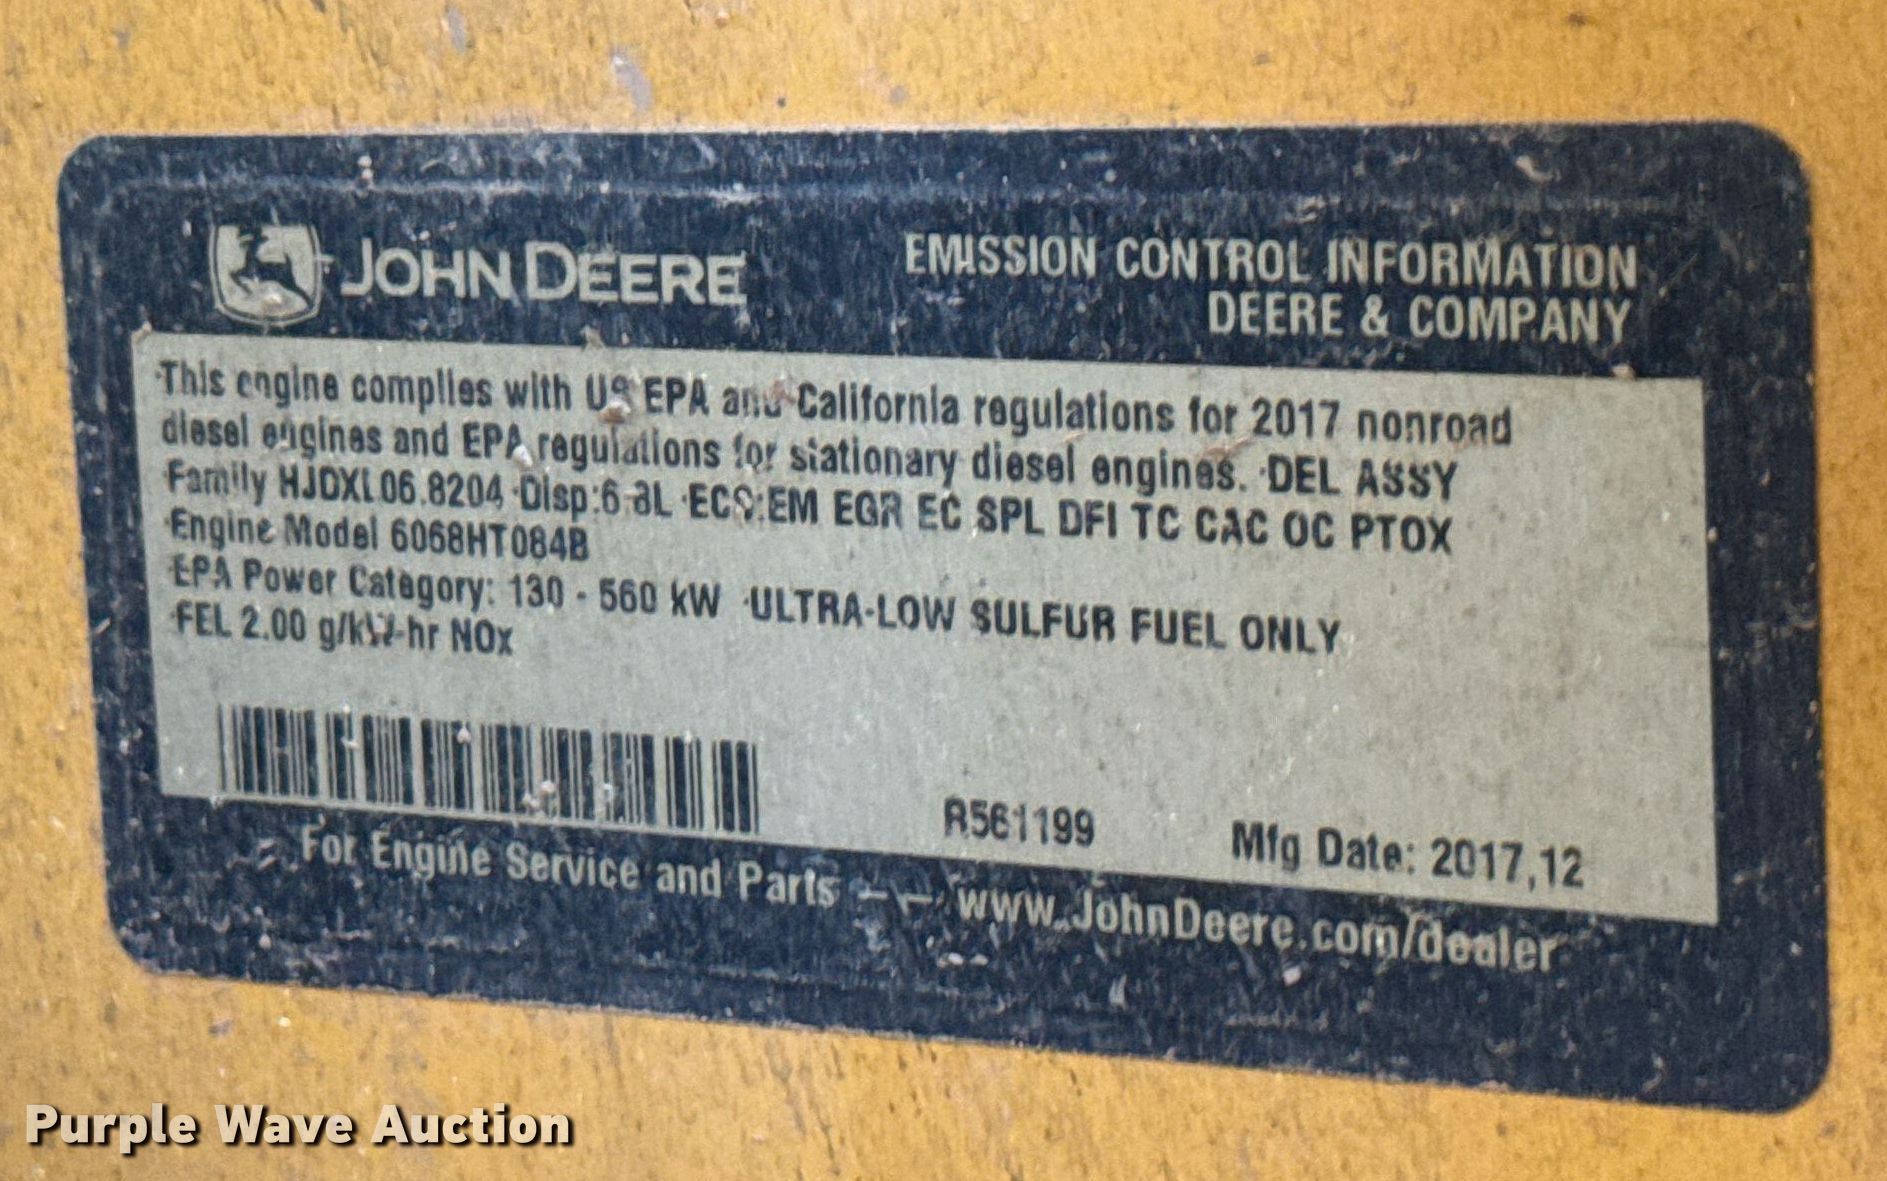 JOHN DEERE
EMISSION CONTROL INFORMATION
DEERE & COMPANY
This engine complies with US EPA and California regulations for 2017 nonroad
diesel engines and EPA regulations for stationary diesel engines. DEL ASSY
Family HJDXL06.8204 Disp:6.8L ECS:EM EGR EC SPL DFI TC CAC OC PTOX
Engine Model 6068HT084B
EPA Power Category: 130 - 560 kW ULTRA-LOW SULFUR FUEL ONLY
FEL 2.00 g/kW-hr NOx
R561199 Mfg Date: 2017,12
For Engine Service and Parts -- www.JohnDeere.com/dealer
Purple Wave Auction